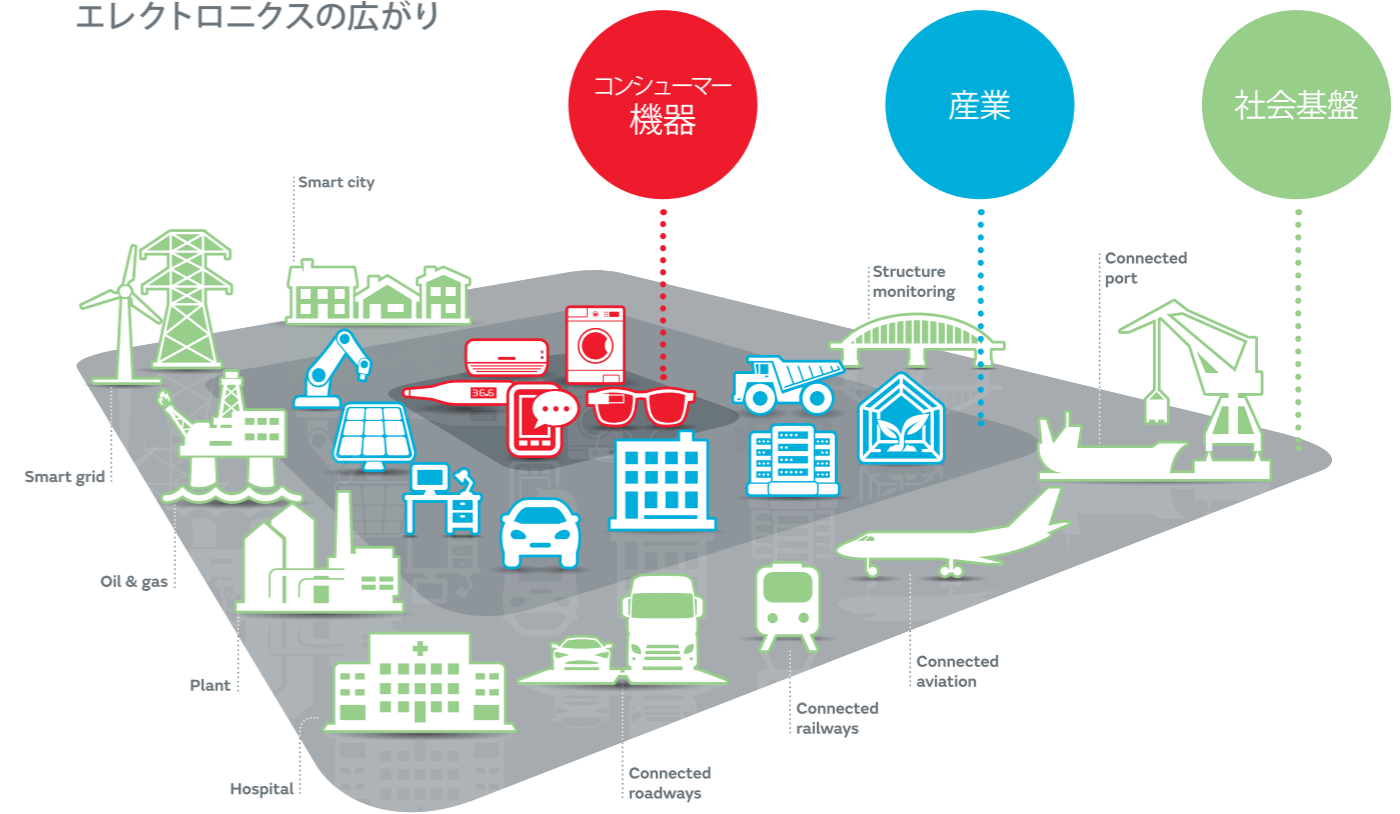 エレクトロニクスの広がり
コンシューマー
機器
産業
社会基盤
Smart city
Structure
monitoring
Connected
port
36.6
Smart grid
Oil & gas
Plant
Hospital
Connected
roadways
Connected
railways
Connected
aviation